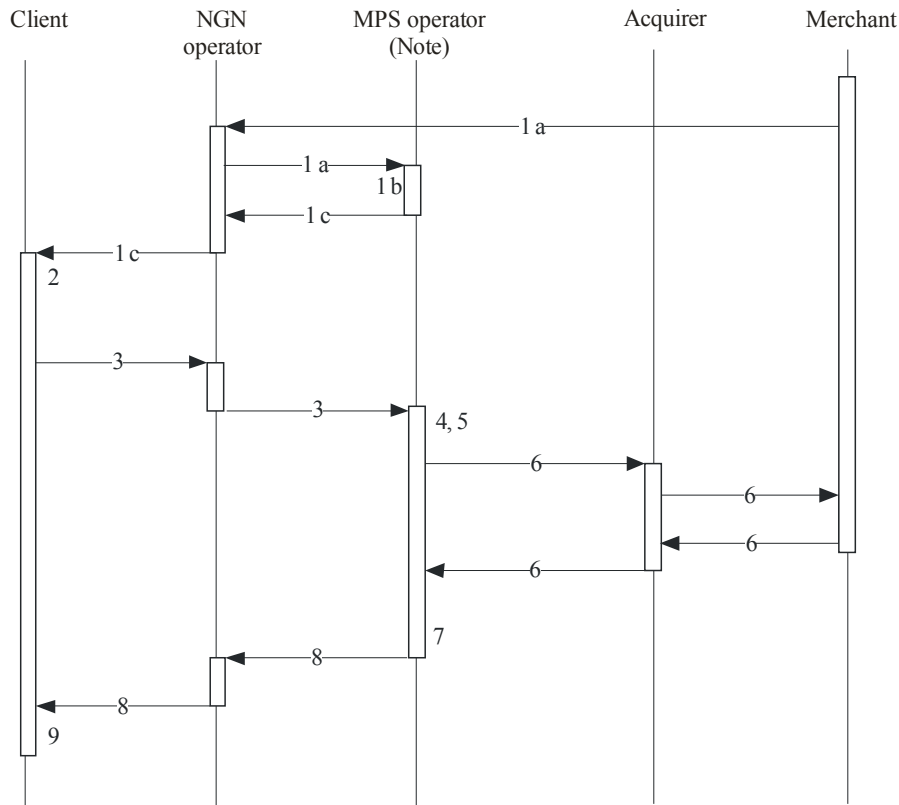 Client
NGN
operator
MPS operator
(Note)
Acquirer
Merchant
1 a
1 a
1 b
1 c
1 c
2
3
3
4, 5
6
6
6
6
7
8
8
9